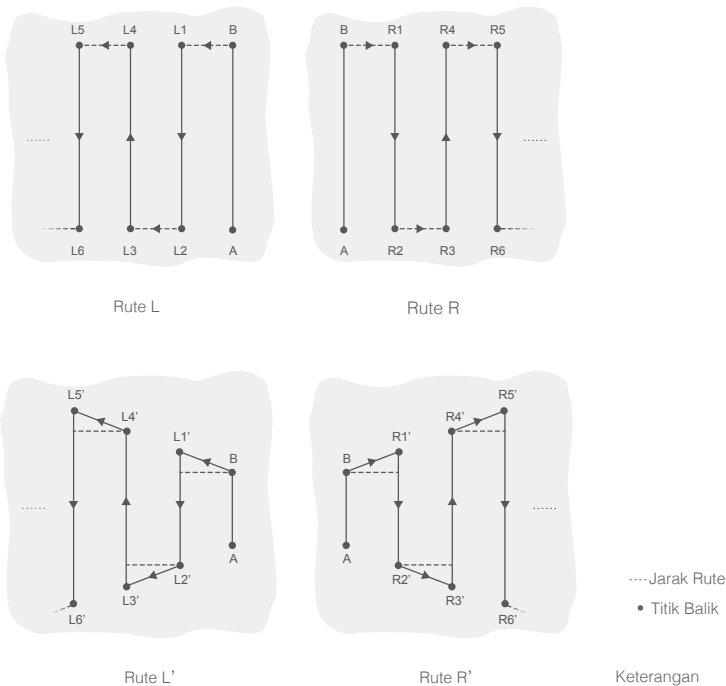 L5 L4 L1 B
L6 L3 L2 A
Rute L
B R1 R4 R5
A R2 R3 R6
Rute R
L5’
L4’
L1’
B
A
L2’
L3’
L6’
Rute L’
R5’
R4’
B R1’
A
R2’
R3’
R6’
Rute R’
Jarak Rute
Titik Balik
Keterangan